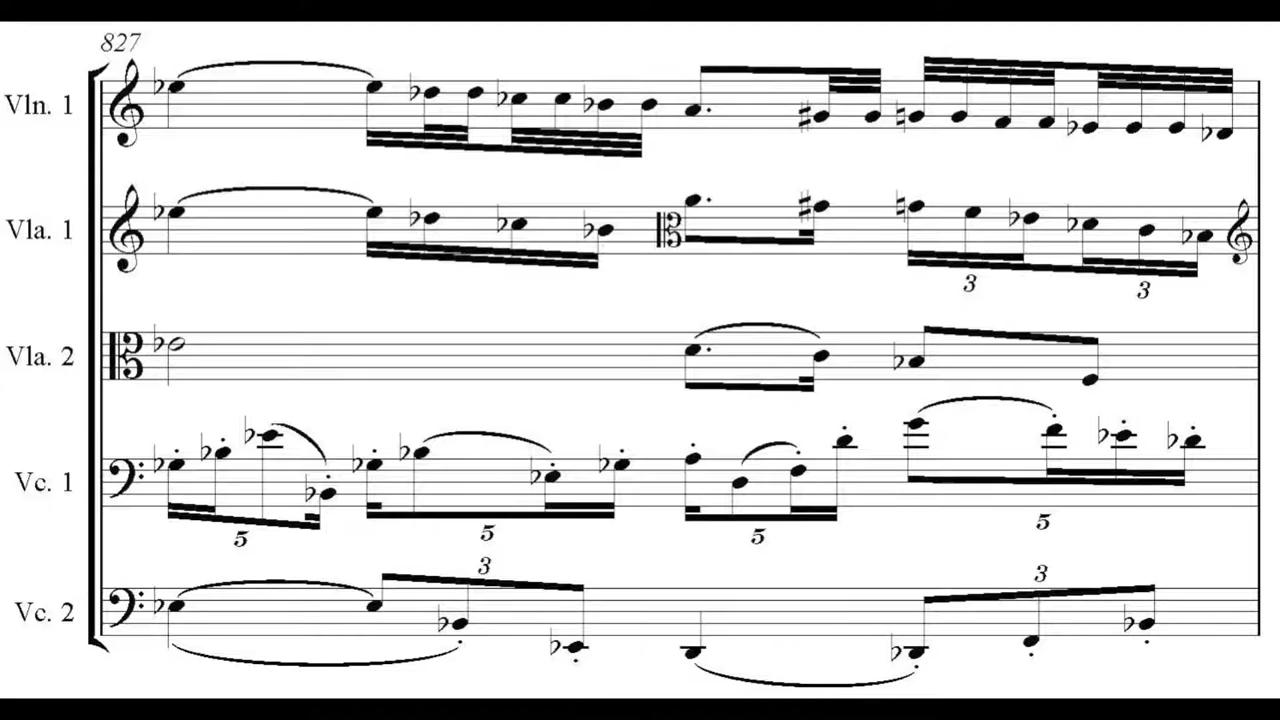 827
Vln. 1
Vla. 1
3 3
Vla. 2
Vc. 1
5 5 5 5
3 3
Vc. 2